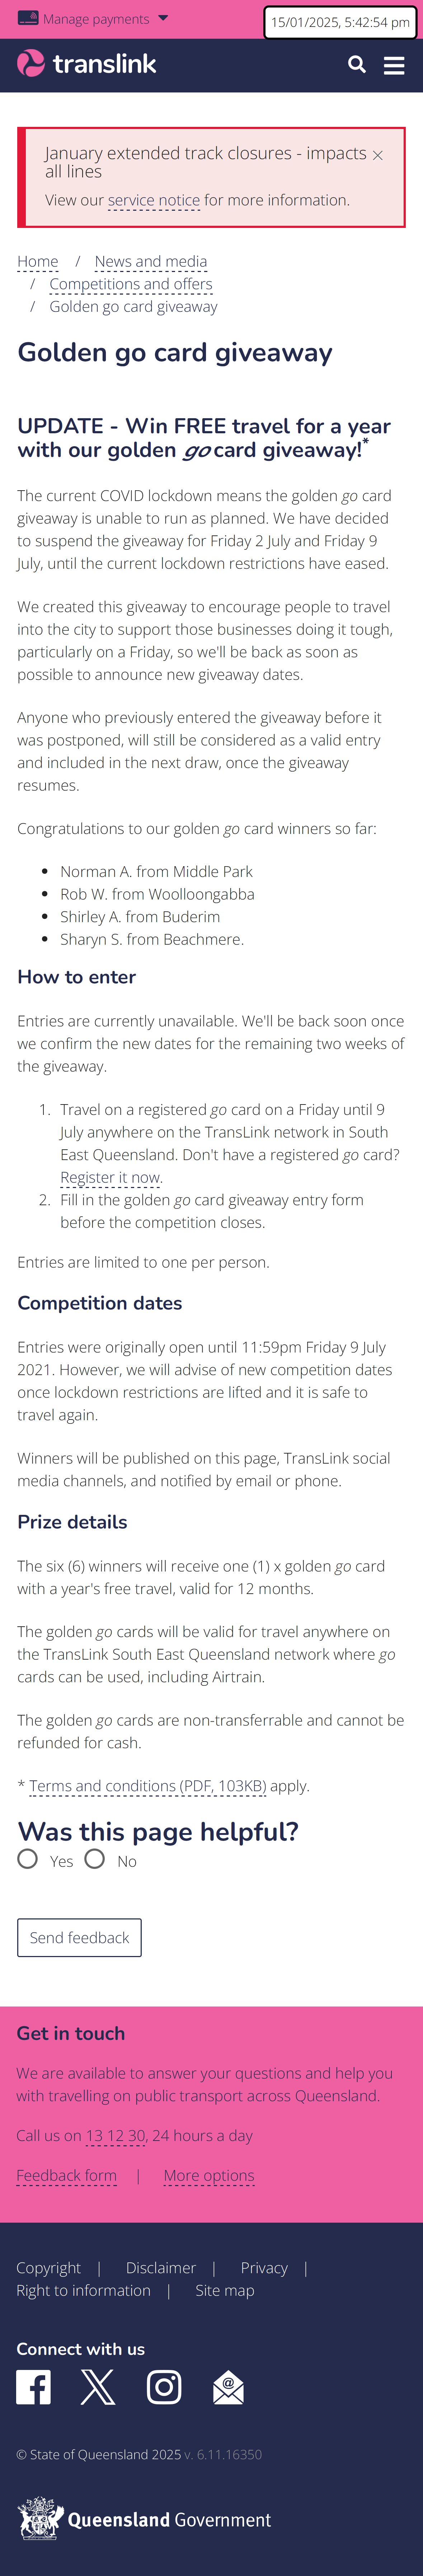 Manage payments
15/01/2025, 5:42:54 pm
translink
January extended track closures - impacts
all lines
View our service notice for more information.
Home / News and media
/ Competitions and offers
/ Golden go card giveaway
Golden go card giveaway
UPDATE - Win FREE travel for a year
with our golden go card giveaway!*
The current COVID lockdown means the golden go card
giveaway is unable to run as planned. We have decided
to suspend the giveaway for Friday 2 July and Friday 9
July, until the current lockdown restrictions have eased.
We created this giveaway to encourage people to travel
into the city to support those businesses doing it tough,
particularly on a Friday, so we'll be back as soon as
possible to announce new giveaway dates.
Anyone who previously entered the giveaway before it
was postponed, will still be considered as a valid entry
and included in the next draw, once the giveaway
resumes.
Congratulations to our golden go card winners so far:
• Norman A. from Middle Park
• Rob W. from Woolloongabba
• Shirley A. from Buderim
• Sharyn S. from Beachmere.
How to enter
Entries are currently unavailable. We'll be back soon once
we confirm the new dates for the remaining two weeks of
the giveaway.
1. Travel on a registered go card on a Friday until 9
July anywhere on the TransLink network in South
East Queensland. Don't have a registered go card?
Register it now.
2. Fill in the golden go card giveaway entry form
before the competition closes.
Entries are limited to one per person.
Competition dates
Entries were originally open until 11:59pm Friday 9 July
2021. However, we will advise of new competition dates
once lockdown restrictions are lifted and it is safe to
travel again.
Winners will be published on this page, TransLink social
media channels, and notified by email or phone.
Prize details
The six (6) winners will receive one (1) x golden go card
with a year's free travel, valid for 12 months.
The golden go cards will be valid for travel anywhere on
the TransLink South East Queensland network where go
cards can be used, including Airtrain.
The golden go cards are non-transferrable and cannot be
refunded for cash.
* Terms and conditions (PDF, 103KB) apply.
Was this page helpful?
Yes No
Send feedback
Get in touch
We are available to answer your questions and help you
with travelling on public transport across Queensland.
Call us on 13 12 30, 24 hours a day
Feedback form | More options
Copyright | Disclaimer | Privacy |
Right to information | Site map
Connect with us
© State of Queensland 2025 v. 6.11.16350
Queensland Government